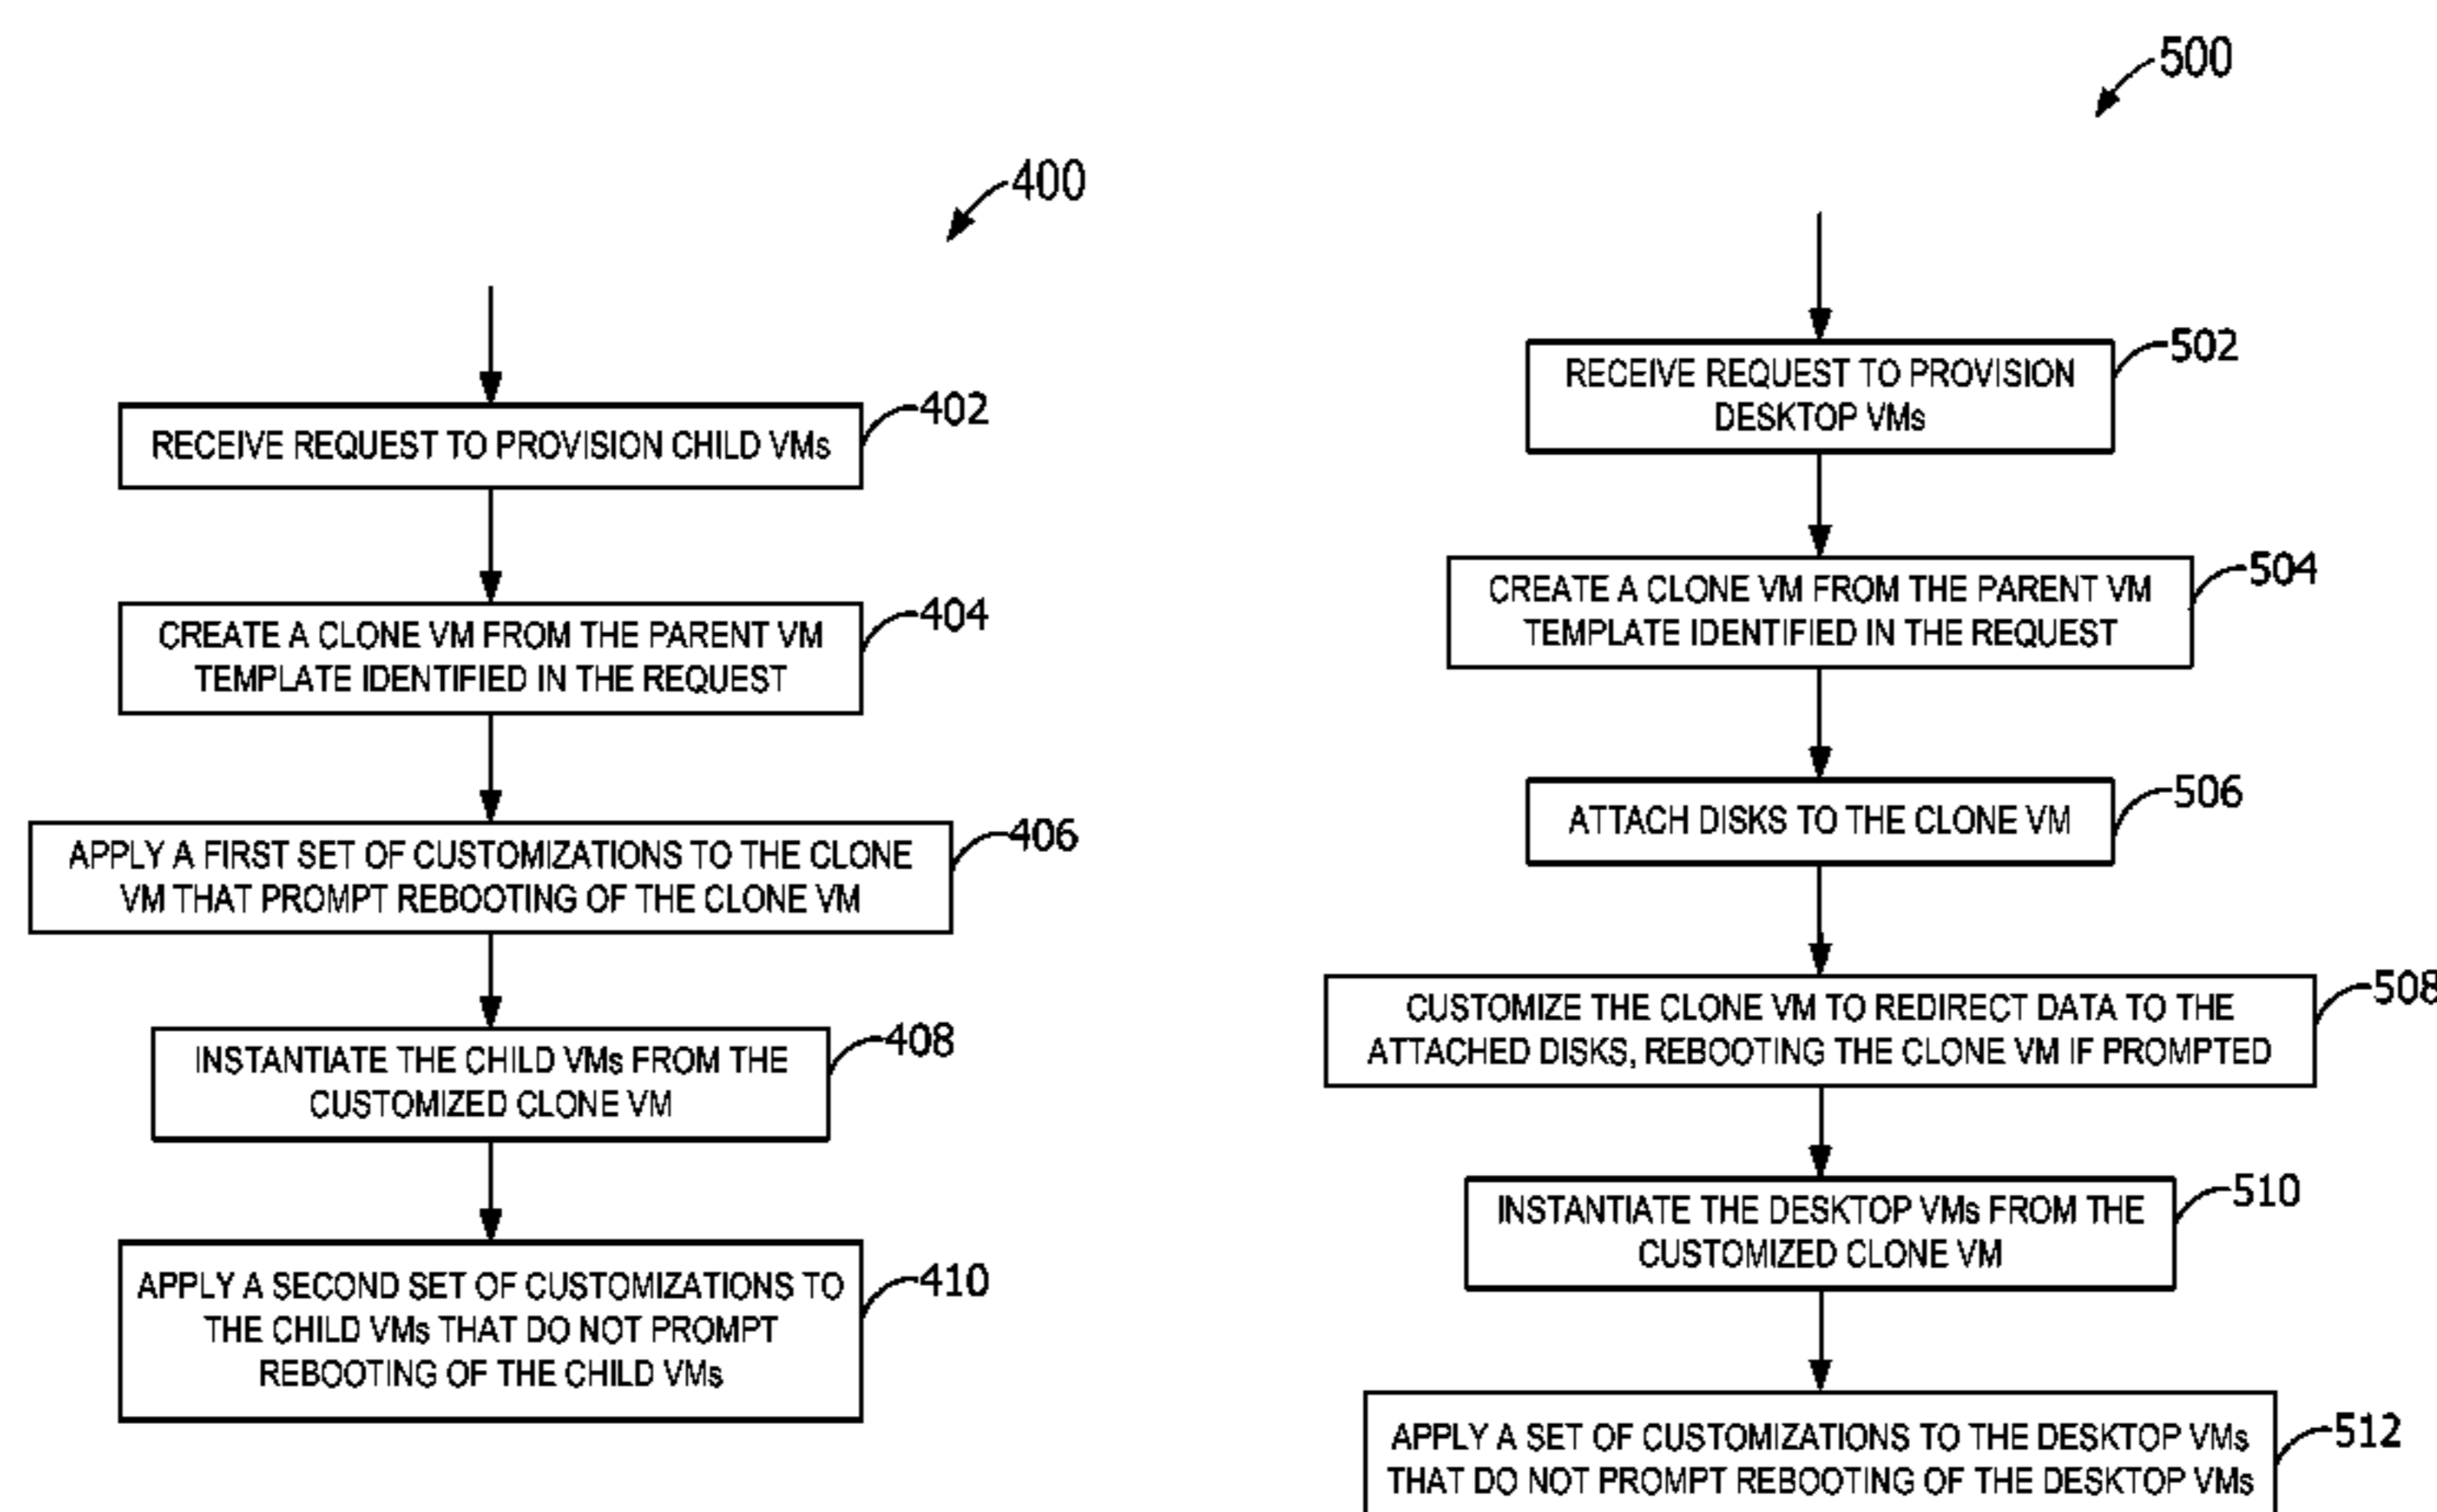 400
RECEIVE REQUEST TO PROVISION CHILD VMs
402
CREATE A CLONE VM FROM THE PARENT VM
TEMPLATE IDENTIFIED IN THE REQUEST
404
APPLY A FIRST SET OF CUSTOMIZATIONS TO THE CLONE
VM THAT PROMPT REBOOTING OF THE CLONE VM
406
INSTANTIATE THE CHILD VMs FROM THE
CUSTOMIZED CLONE VM
408
APPLY A SECOND SET OF CUSTOMIZATIONS TO
THE CHILD VMs THAT DO NOT PROMPT
REBOOTING OF THE CHILD VMs
410
500
RECEIVE REQUEST TO PROVISION
DESKTOP VMs
502
CREATE A CLONE VM FROM THE PARENT VM
TEMPLATE IDENTIFIED IN THE REQUEST
504
ATTACH DISKS TO THE CLONE VM
506
CUSTOMIZE THE CLONE VM TO REDIRECT DATA TO THE
ATTACHED DISKS, REBOOTING THE CLONE VM IF PROMPTED
508
INSTANTIATE THE DESKTOP VMs FROM THE
CUSTOMIZED CLONE VM
510
APPLY A SET OF CUSTOMIZATIONS TO THE DESKTOP VMs
THAT DO NOT PROMPT REBOOTING OF THE DESKTOP VMs
512